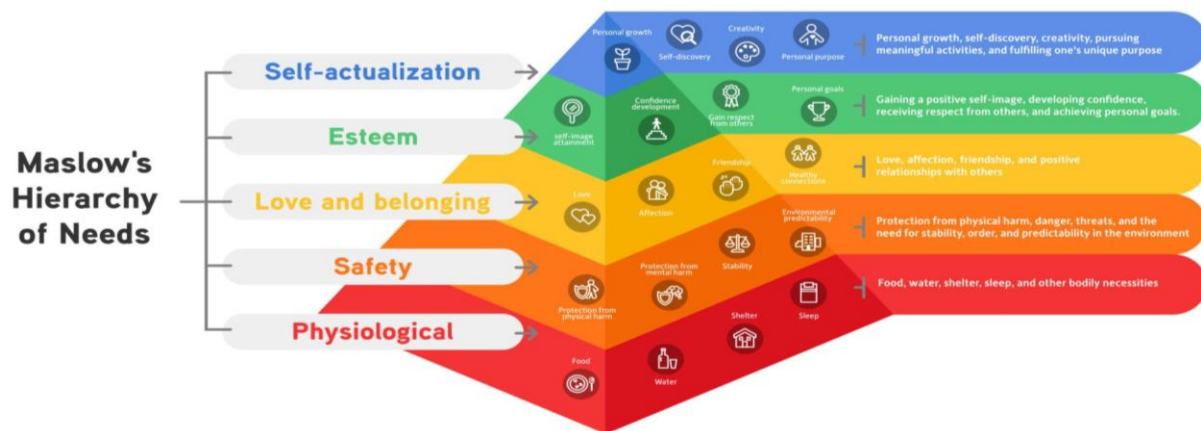 Maslow's
Hierarchy
of Needs
Self-actualization
Esteem
Love and belonging
Safety
Physiological
Personal growth
Self-discovery
Creativity
Personal purpose
Personal growth, self-discovery, creativity, pursuing
meaningful activities, and fulfilling one's unique purpose
self-image
attainment
Confidence
development
Gain respect
from others
Personal goals
Gaining a positive self-image, developing confidence,
receiving respect from others, and achieving personal goals.
Love
Affection
Friendship
Healthy
connections
Love, affection, friendship, and positive
relationships with others
Protection from
physical harm
Protection from
mental harm
Stability
Environmental
predictability
Protection from physical harm, danger, threats, and the
need for stability, order, and predictability in the environment
Food
Water
Shelter
Sleep
Food, water, shelter, sleep, and other bodily necessities